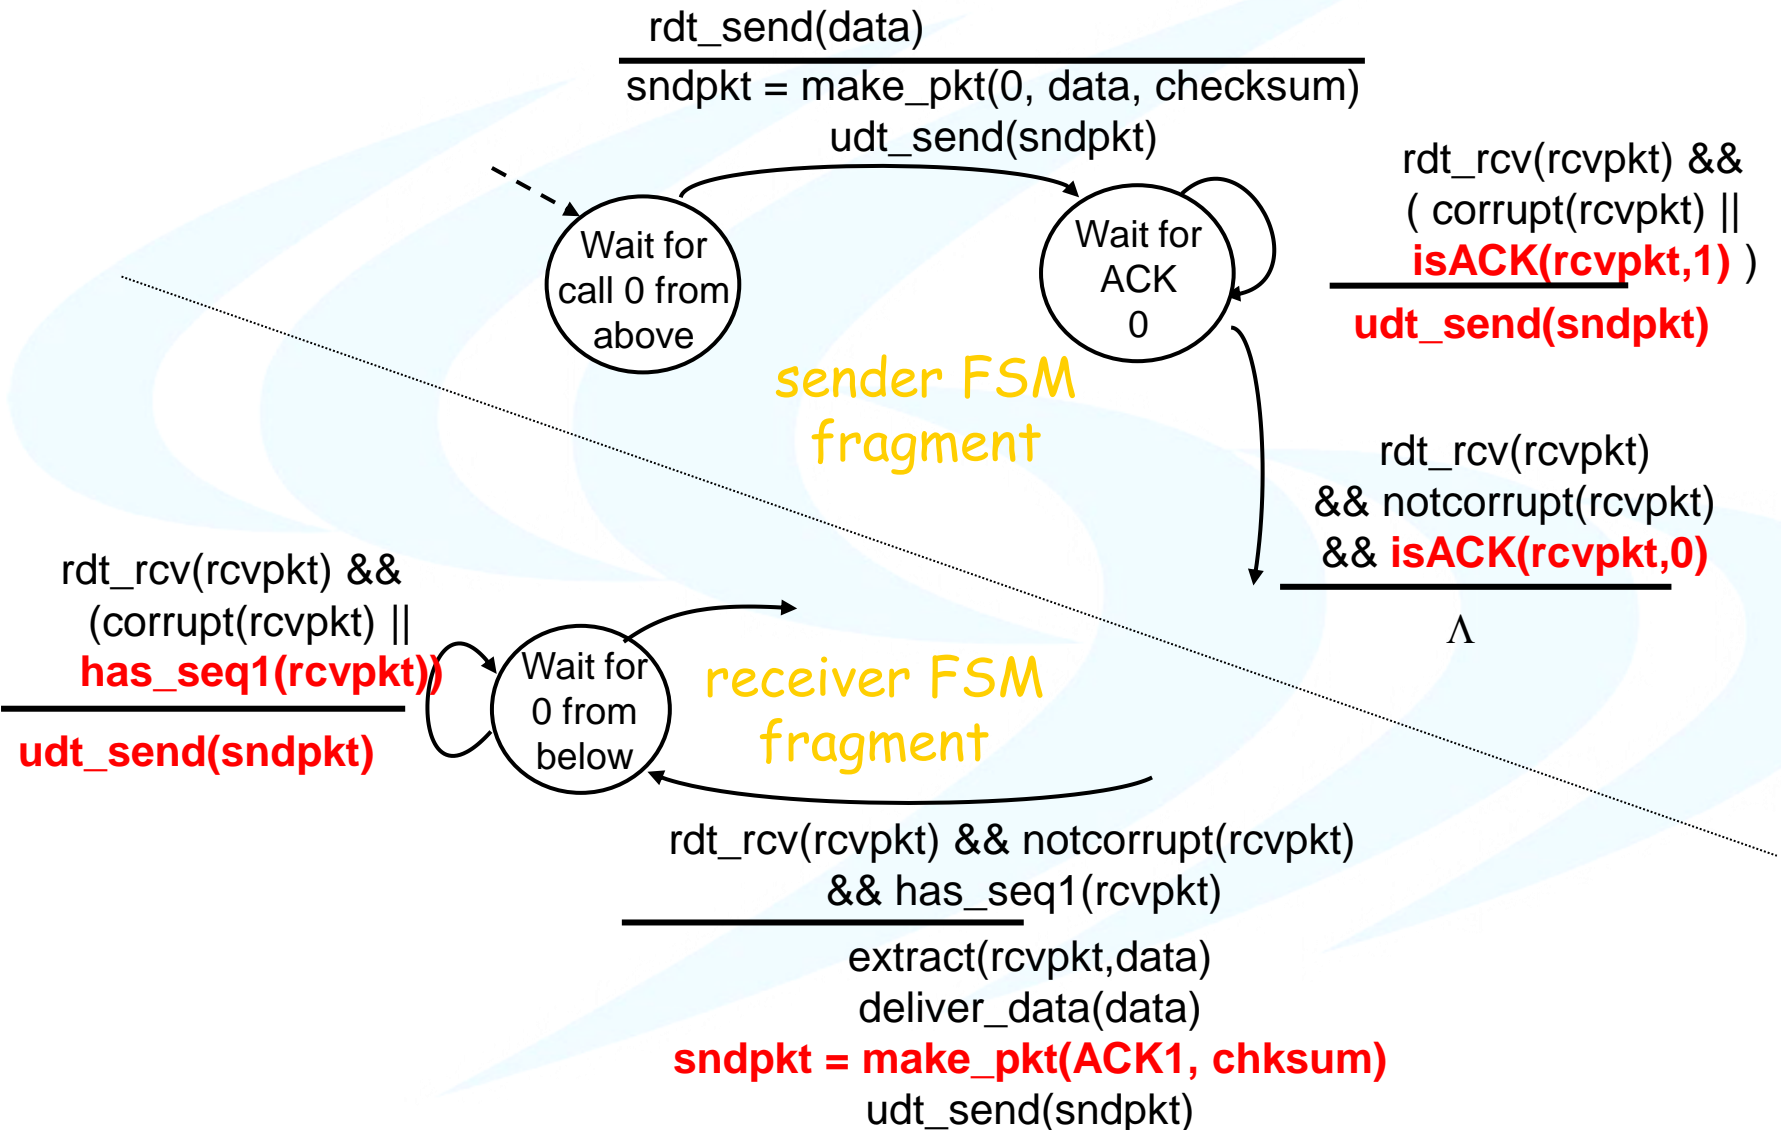 rdt_send(data)
sndpkt = make_pkt(0, data, checksum)
udt_send(sndpkt)
Wait for
call 0 from
above
Wait for
ACK
0
rdt_rcv(rcvpkt) &&
( corrupt(rcvpkt) ||
isACK(rcvpkt,1) )
udt_send(sndpkt)
sender FSM
fragment
rdt_rcv(rcvpkt)
&& notcorrupt(rcvpkt)
&& isACK(rcvpkt,0)
Λ
rdt_rcv(rcvpkt) &&
(corrupt(rcvpkt) ||
has_seq1(rcvpkt))
udt_send(sndpkt)
Wait for
0 from
below
receiver FSM
fragment
rdt_rcv(rcvpkt) && notcorrupt(rcvpkt)
&& has_seq1(rcvpkt)
extract(rcvpkt,data)
deliver_data(data)
sndpkt = make_pkt(ACK1, chksum)
udt_send(sndpkt)